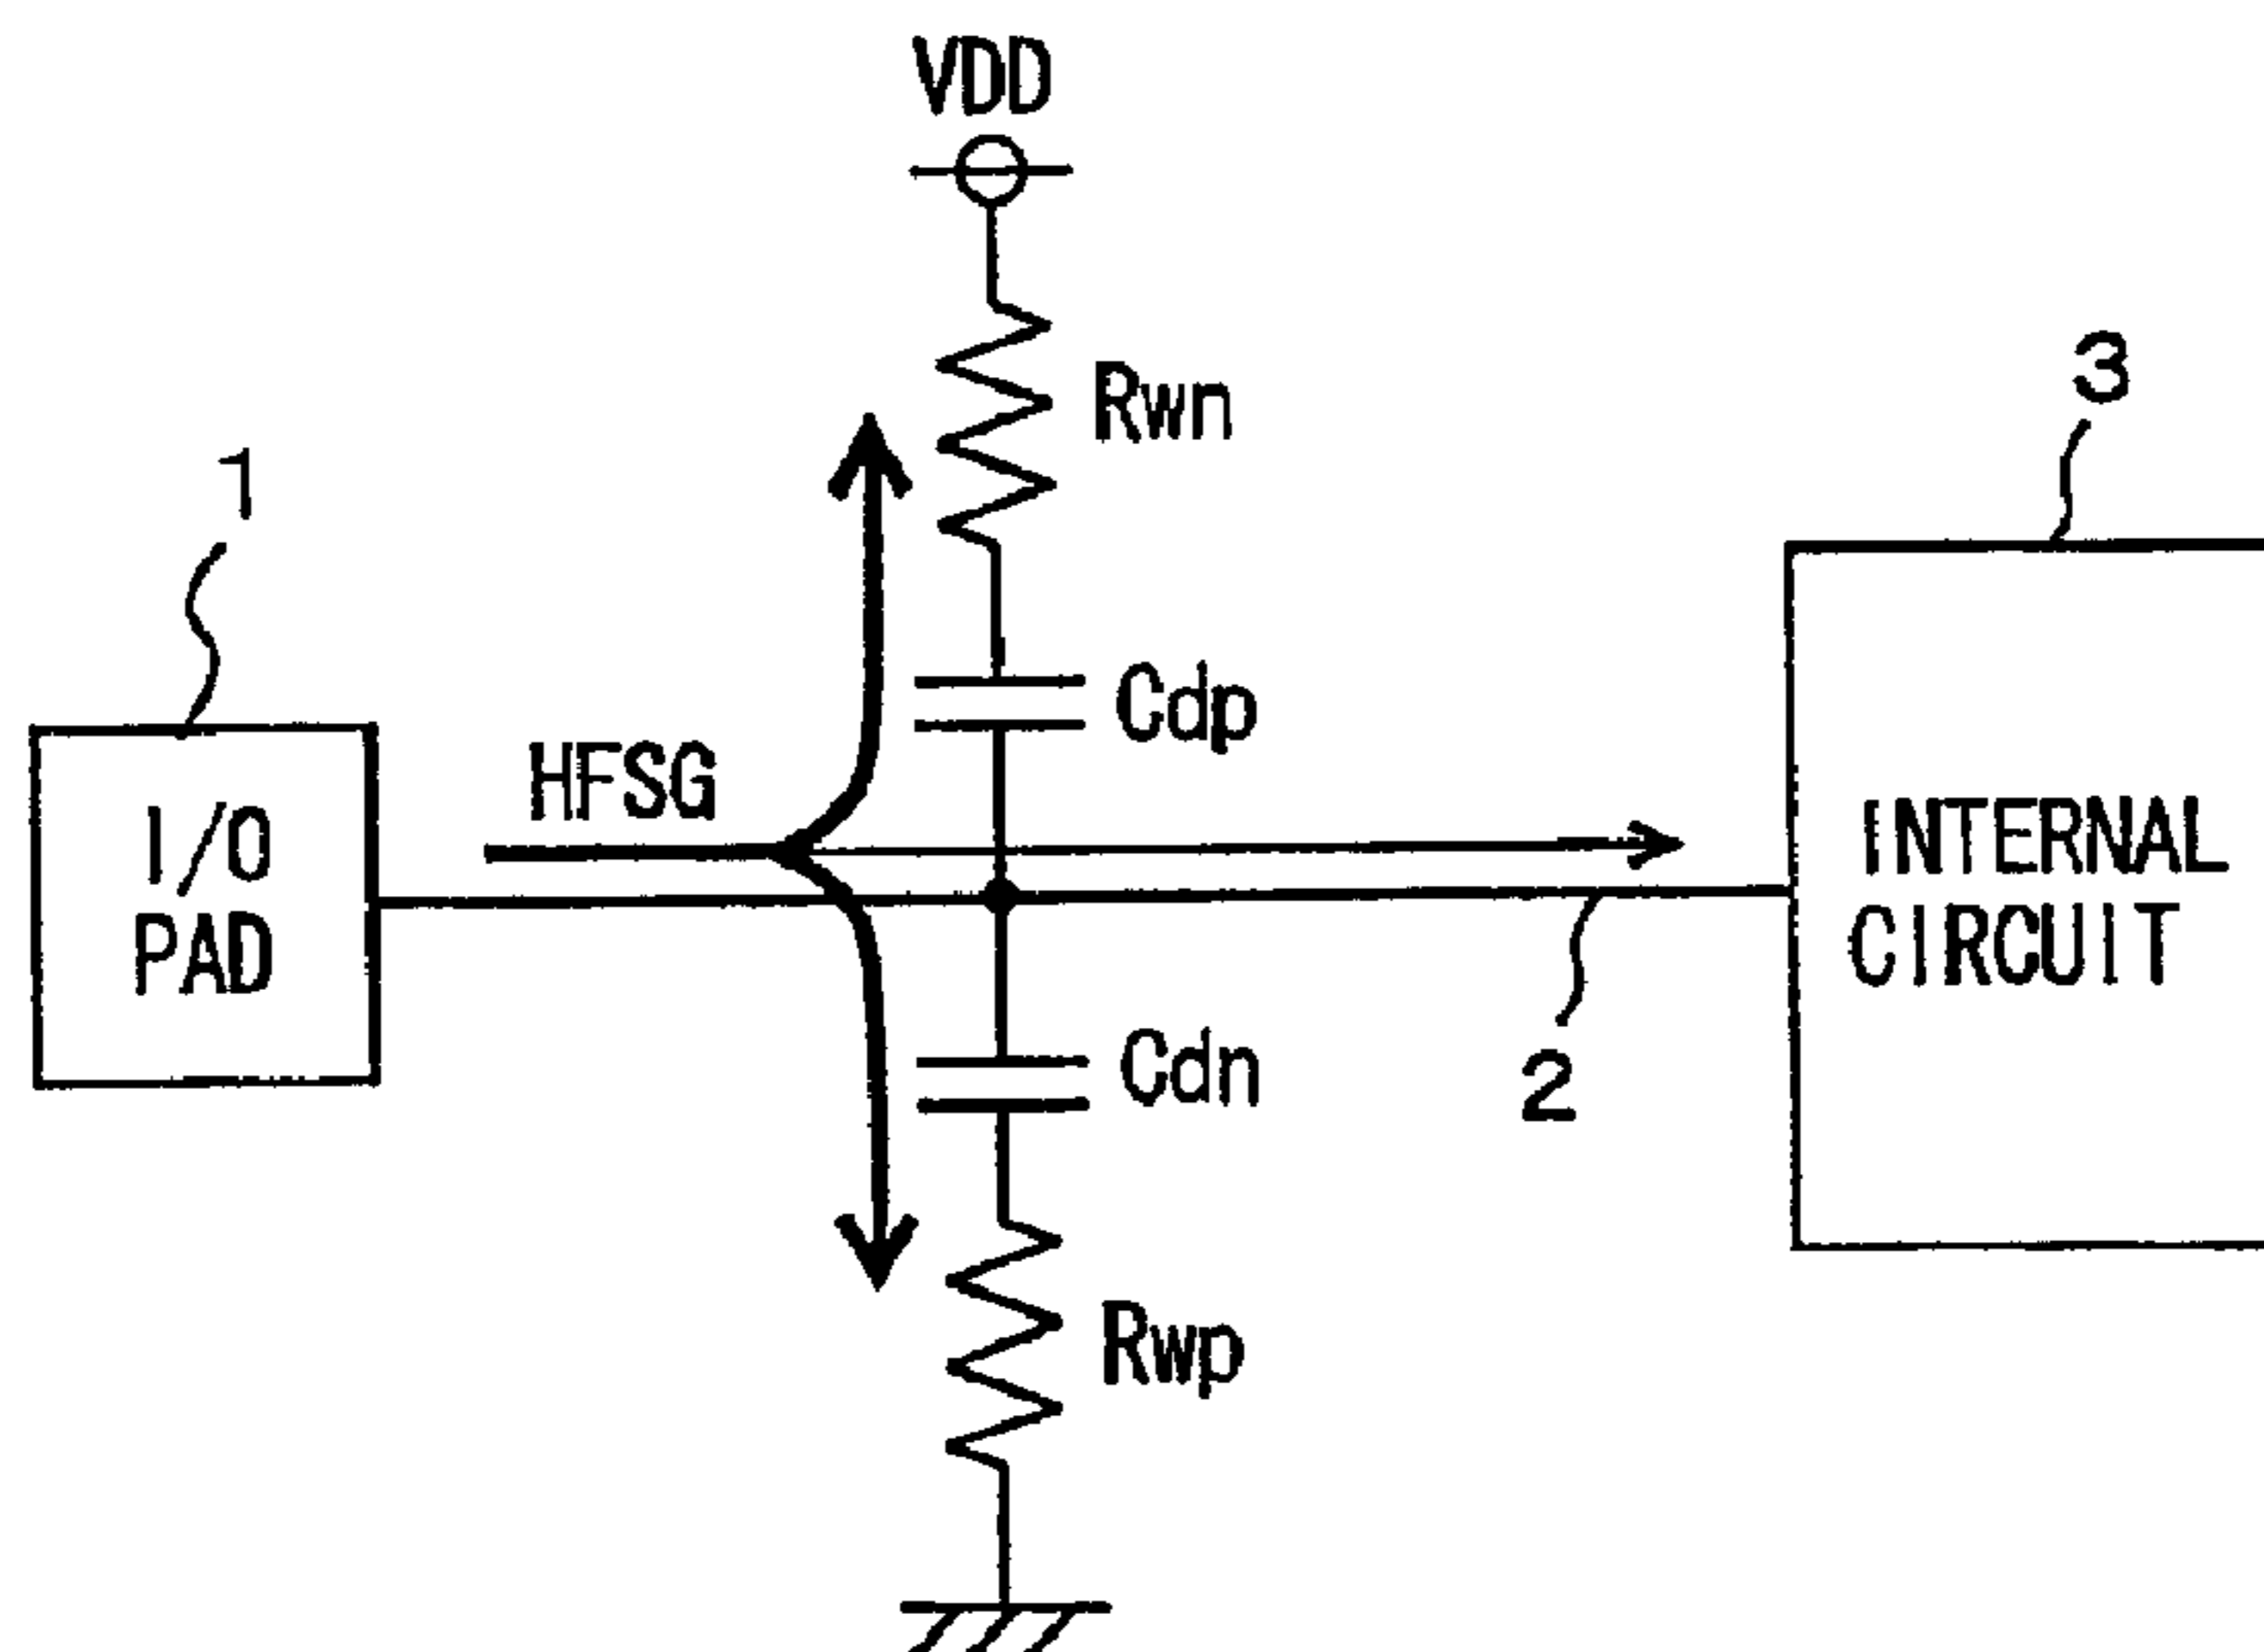 VDD
Rwn
3
1
Cdp
HFSG
I/O
PAD
INTERNAL
CIRCUIT
Cdn
2
Rwp